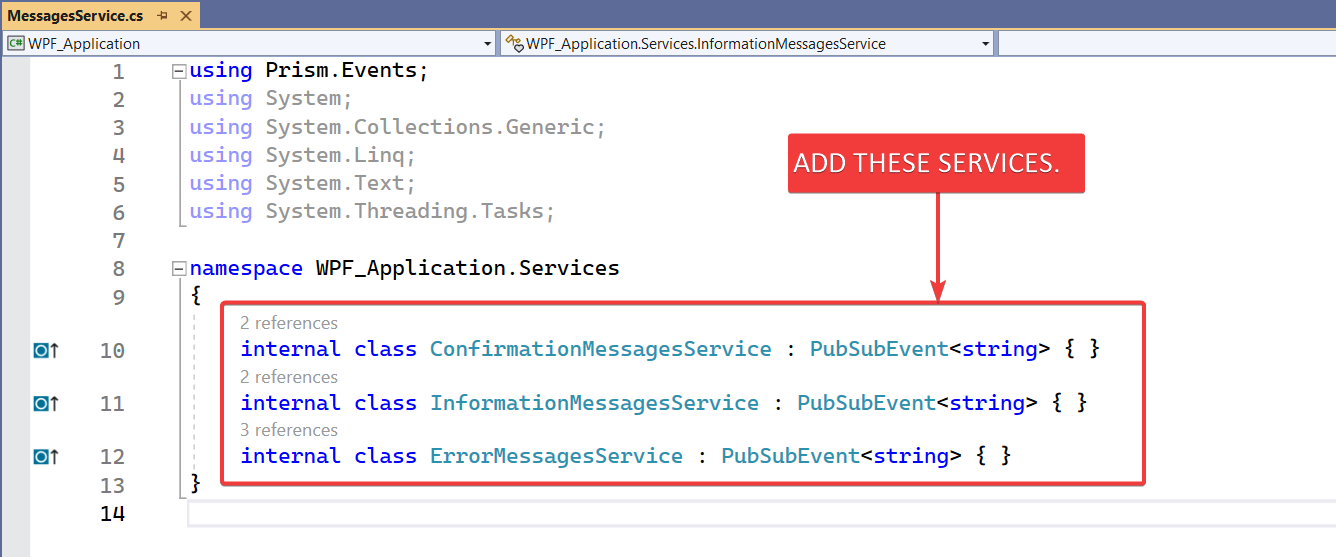 MessagesService.cs
C# WPF_Application
WPF_Application.Services.InformationMessagesService
1 using Prism.Events;
2 using System;
3 using System.Collections.Generic;
4 using System.Linq;
5 using System.Text;
6 using System.Threading.Tasks;
ADD THESE SERVICES.
7
8 namespace WPF_Application.Services
9 {
2 references
10 internal class ConfirmationMessagesService : PubSubEvent<string> { }
2 references
11 internal class InformationMessagesService : PubSubEvent<string> { }
3 references
12 internal class ErrorMessagesService : PubSubEvent<string> { }
13 }
14